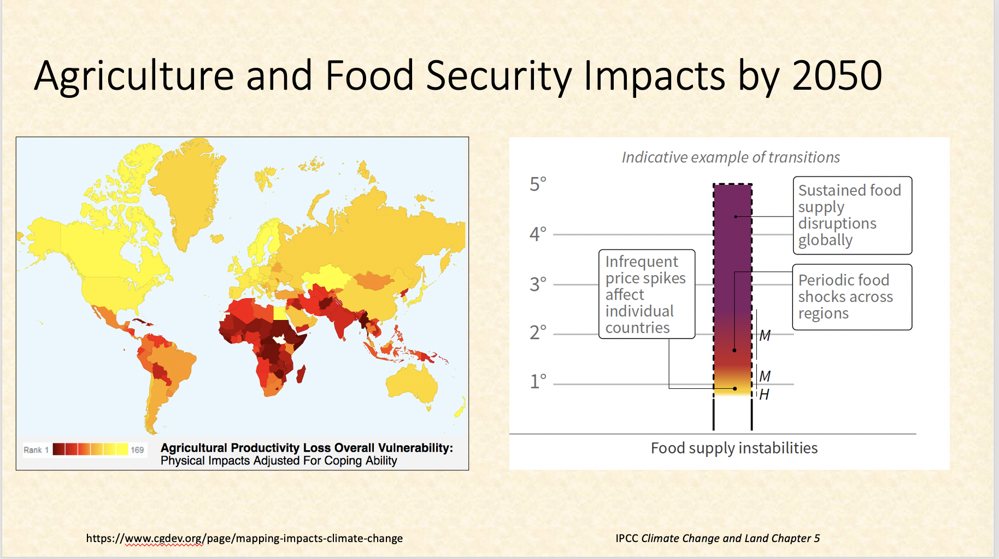 Agriculture and Food Security Impacts by 2050
Rank 1
169
Agricultural Productivity Loss Overall Vulnerability:
Physical Impacts Adjusted For Coping Ability
https://www.cgdev.org/page/mapping-impacts-climate-change
Indicative example of transitions
5°
4°
3°
2°
1°
Sustained food
supply
disruptions
globally
Infrequent
price spikes
affect
individual
countries
Periodic food
shocks across
regions
M
M
H
Food supply instabilities
IPCC Climate Change and Land Chapter 5